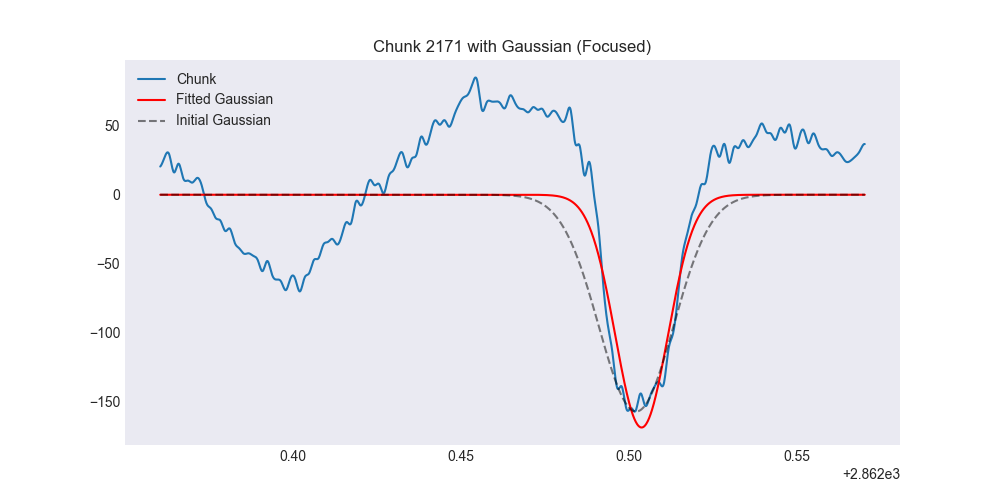 Chunk 2171 with Gaussian (Focused)
Chunk
Fitted Gaussian
Initial Gaussian
50
0
−50
−100
−150
0.40 0.45 0.50 0.55
+2.862e3